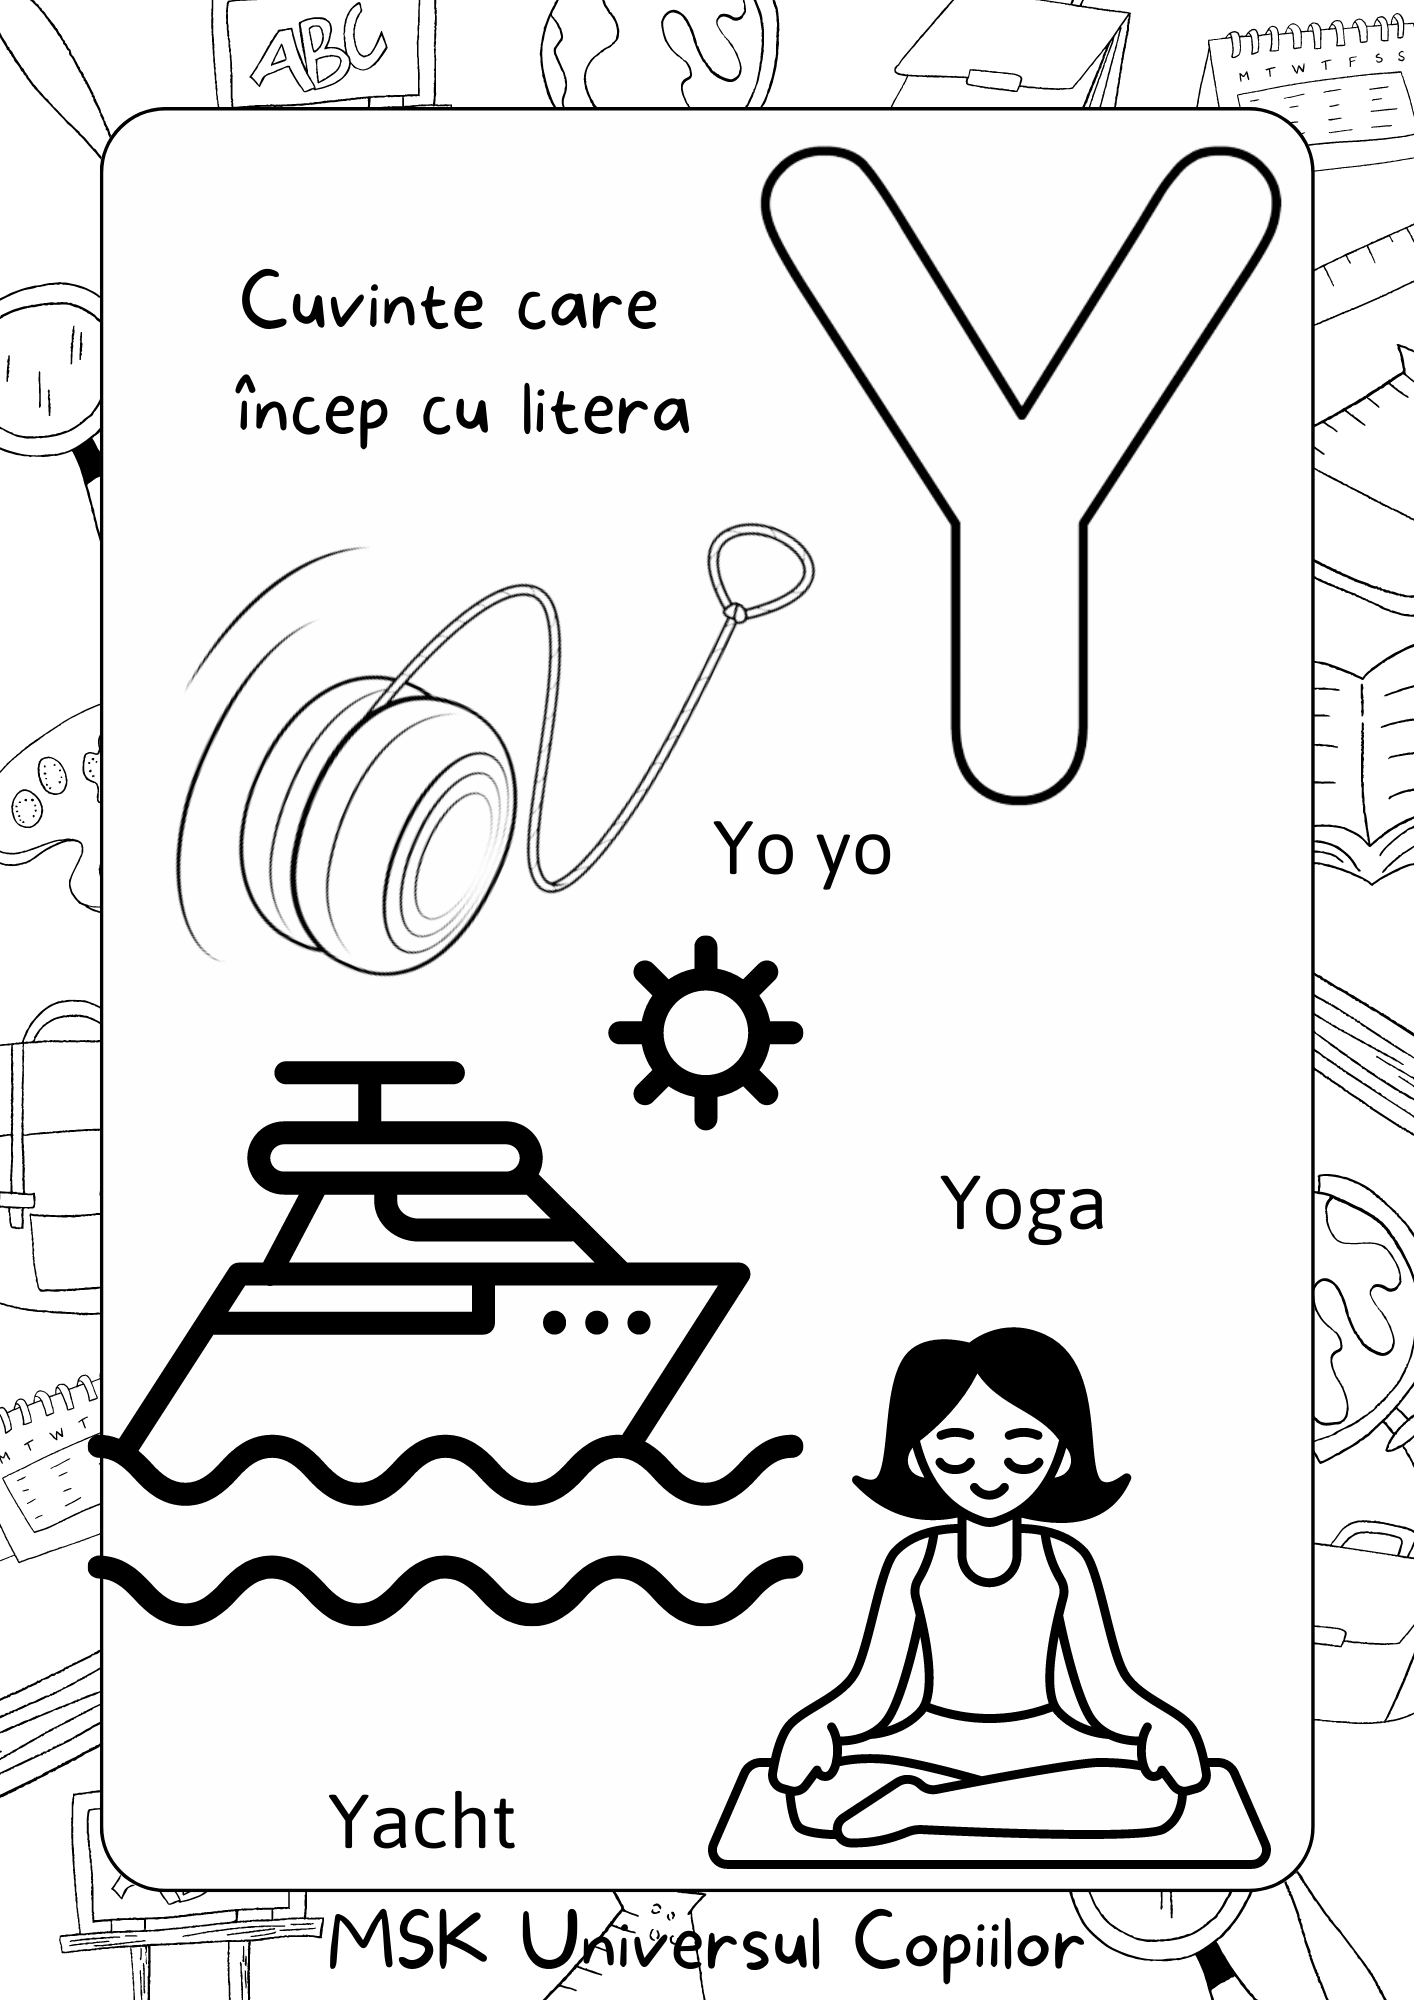 ABC
M T W T F S S
Y
Cuvinte care
încep cu litera
Yo yo
Yoga
M T W T
Yacht
MSK Universul Copiilor